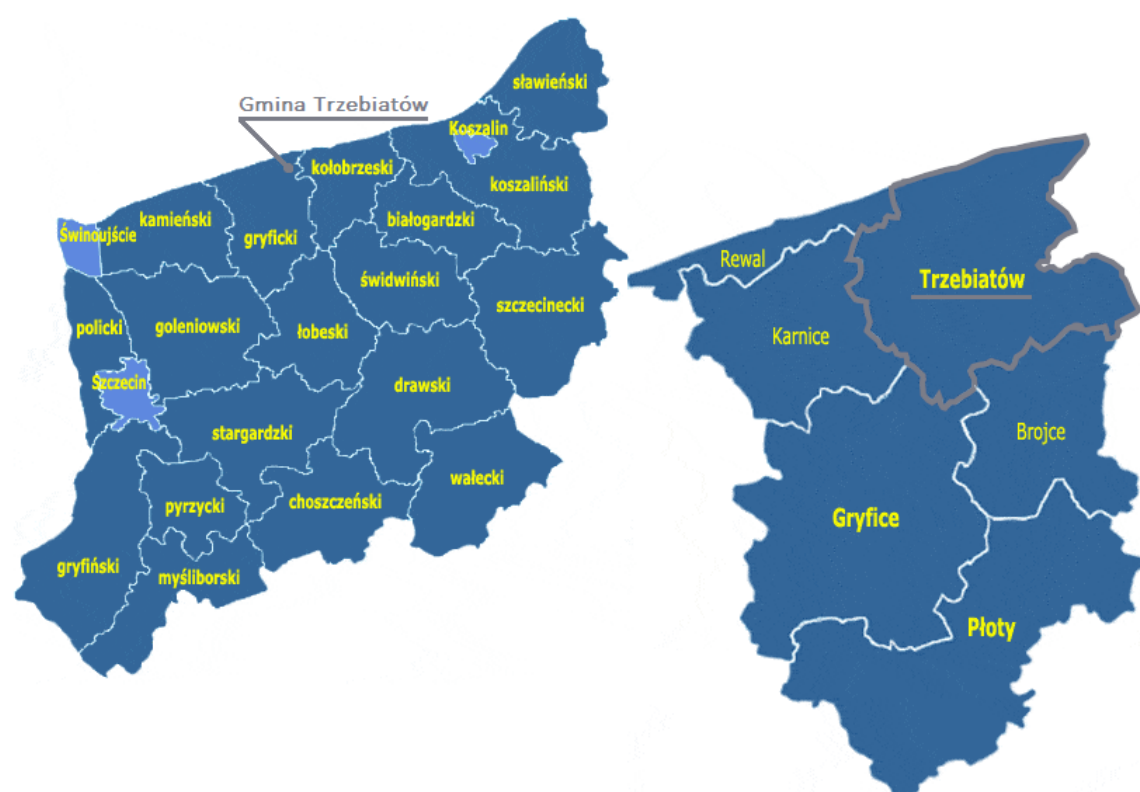 Gmina Trzebiatów
sławieński
Koszalin
kołobrzeski
koszaliński
kamieński
białogardzki
Świnoujście
gryficki
świdwiński
szczecinecki
policki
goleniowski
łobeski
Szczecin
drawski
stargardzki
wałecki
pyrzycki
choszczeński
gryfiński
myśliborski
Rewal
Trzebiatów
Karnice
Brojce
Gryfice
Płoty